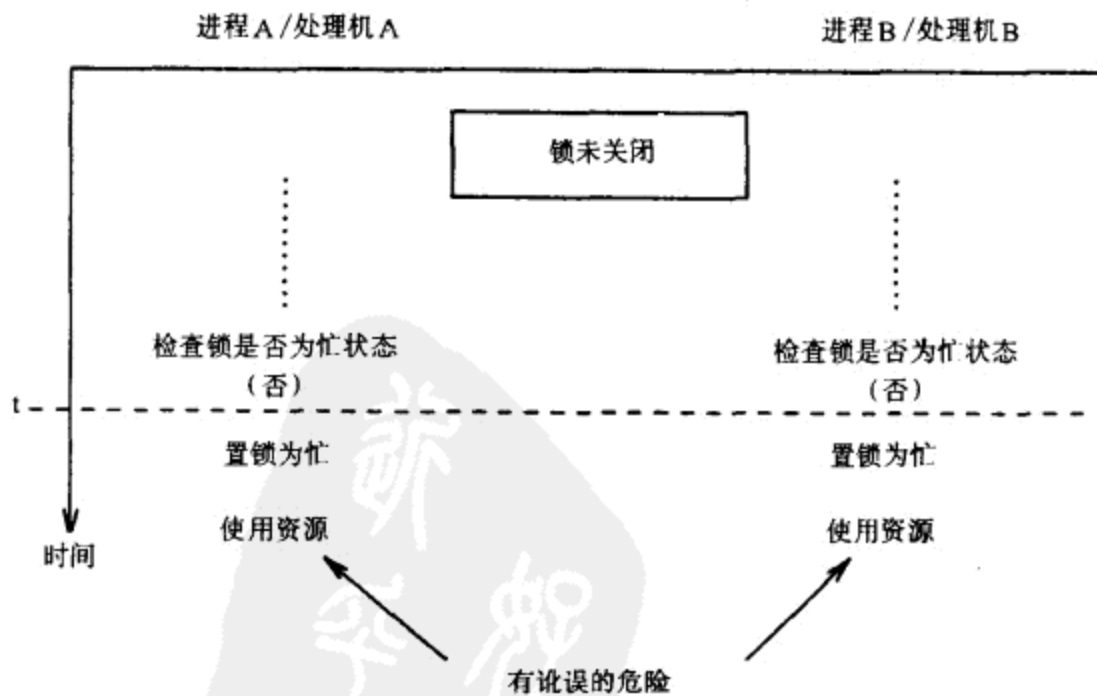 进程A/处理机A
进程B/处理机B
锁未关闭
检查锁是否为忙状态
(否)
检查锁是否为忙状态
(否)
t
置锁为忙
置锁为忙
使用资源
使用资源
时间
有讹误的危险